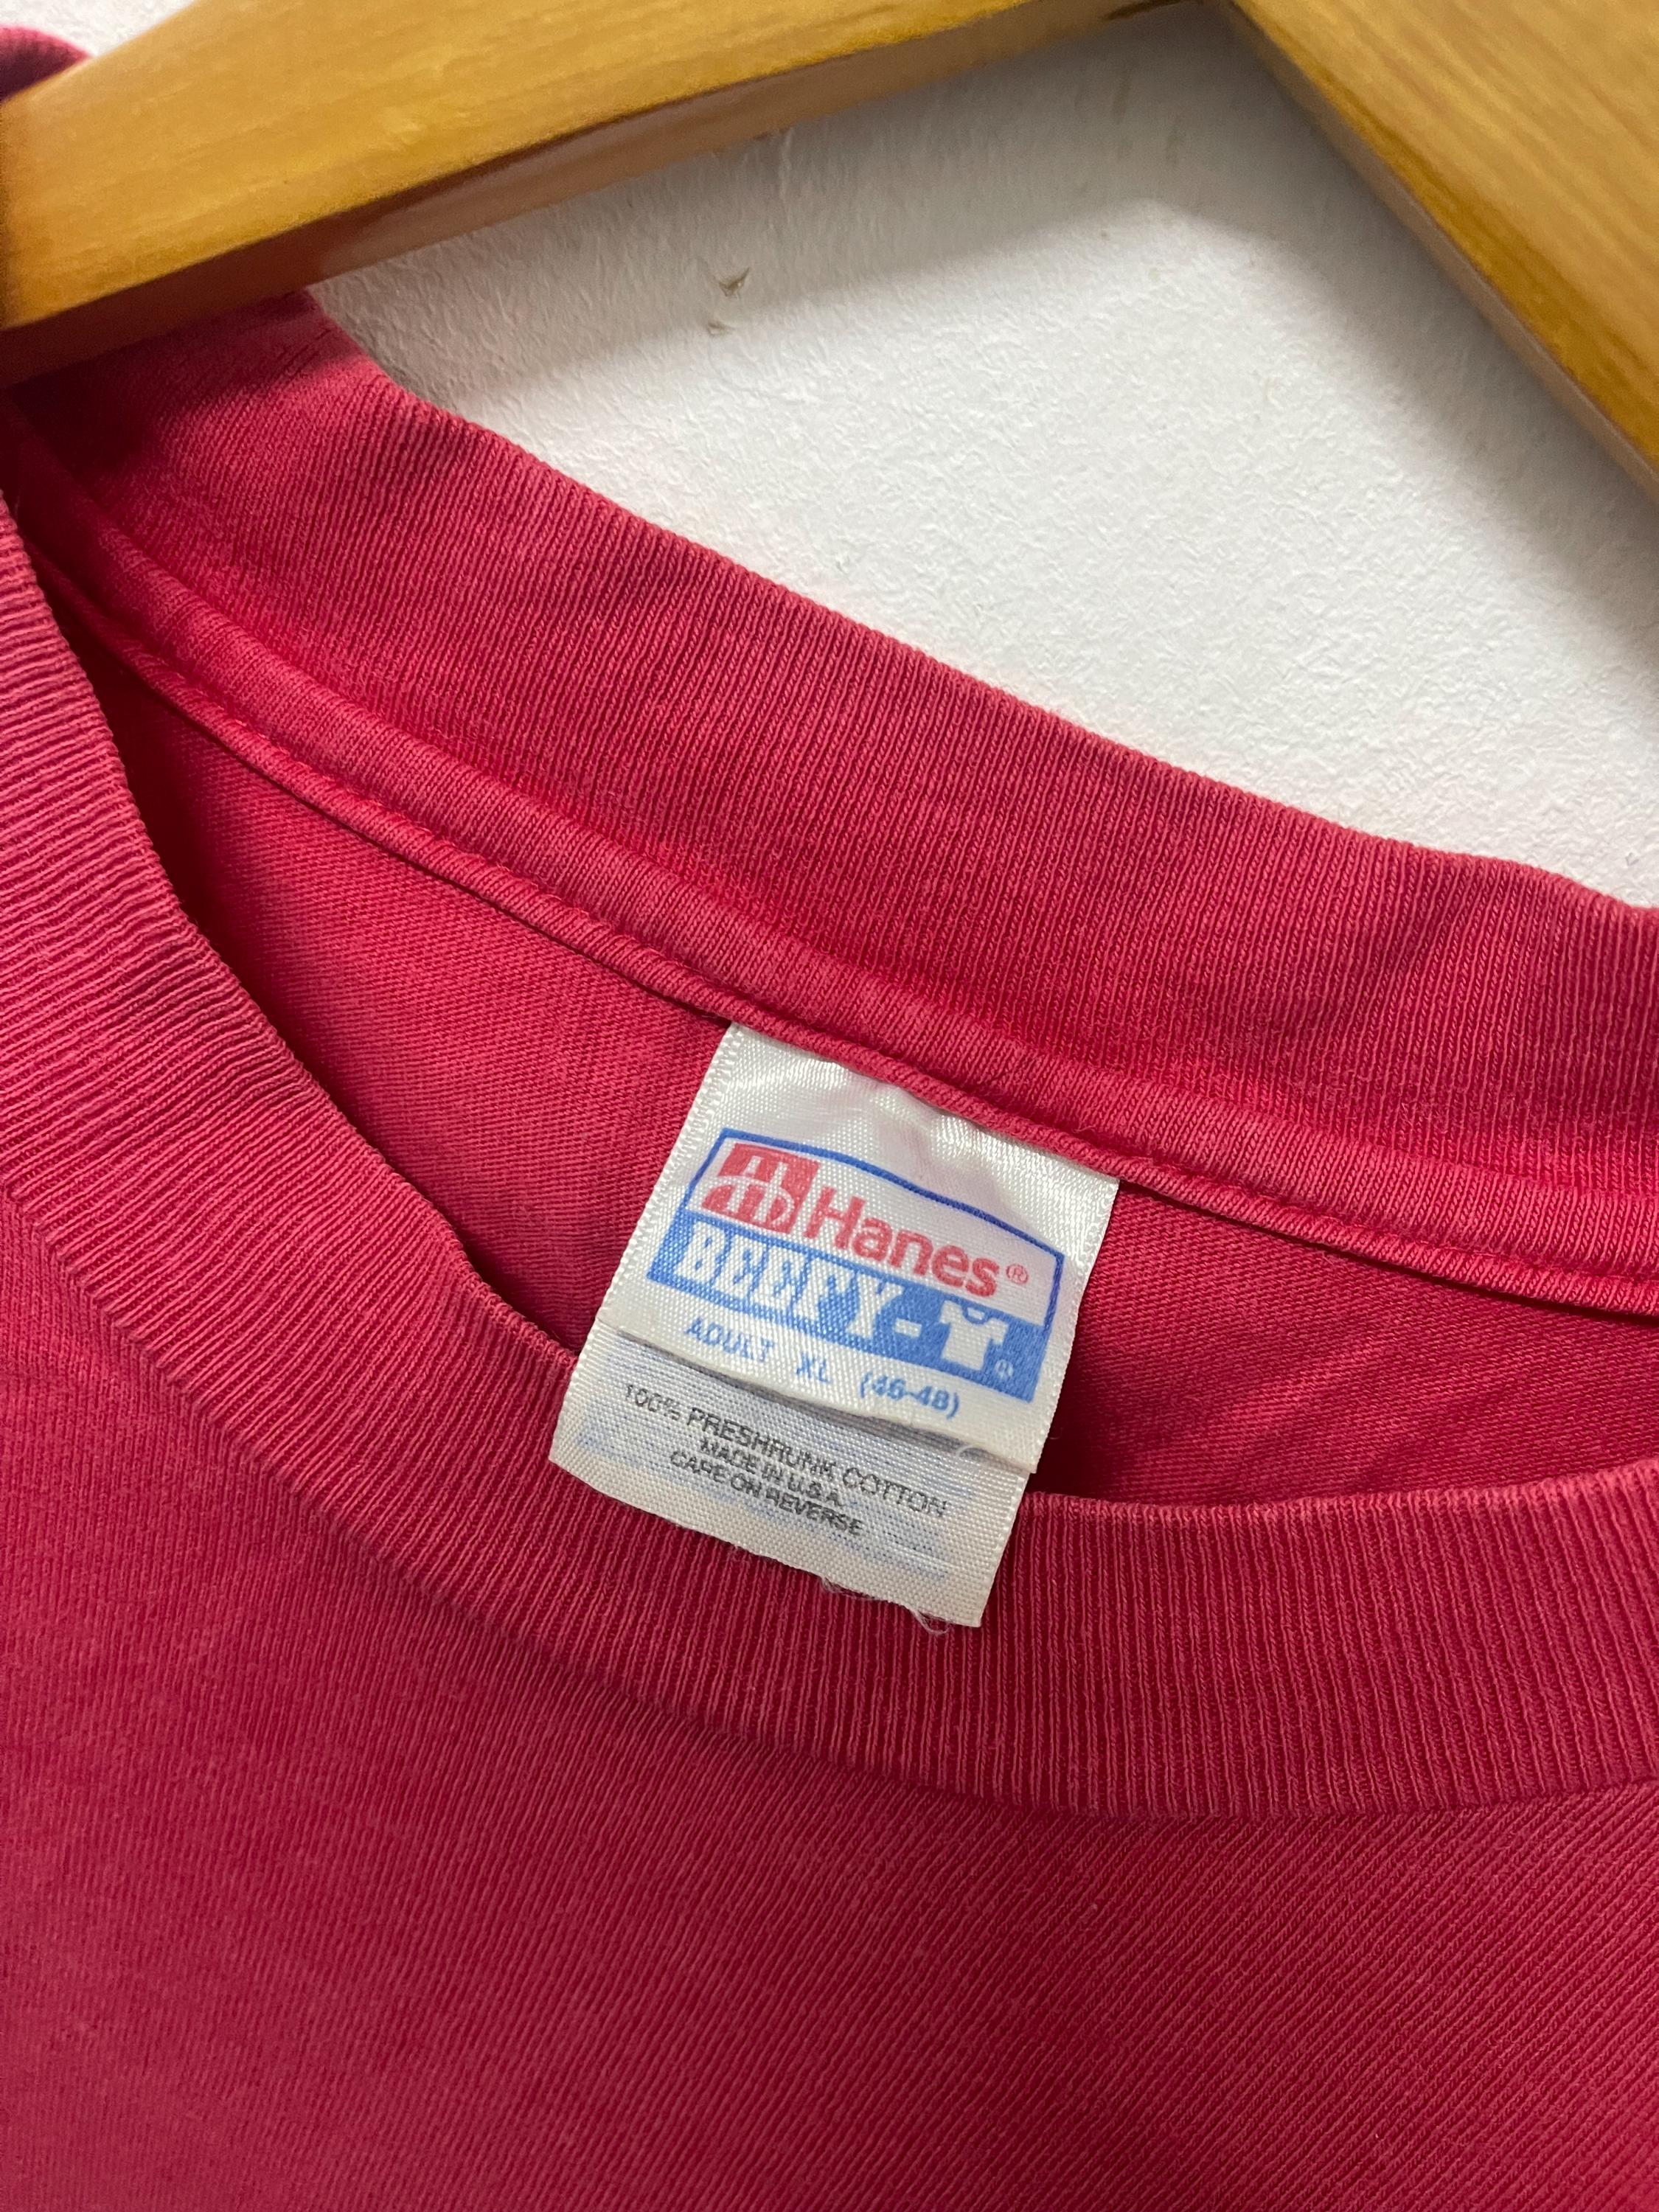 Hanes®
BEEFY-T®
ADULT XL (46-48)
100% PRESHRUNK COTTON
MADE IN U.S.A.
CARE ON REVERSE